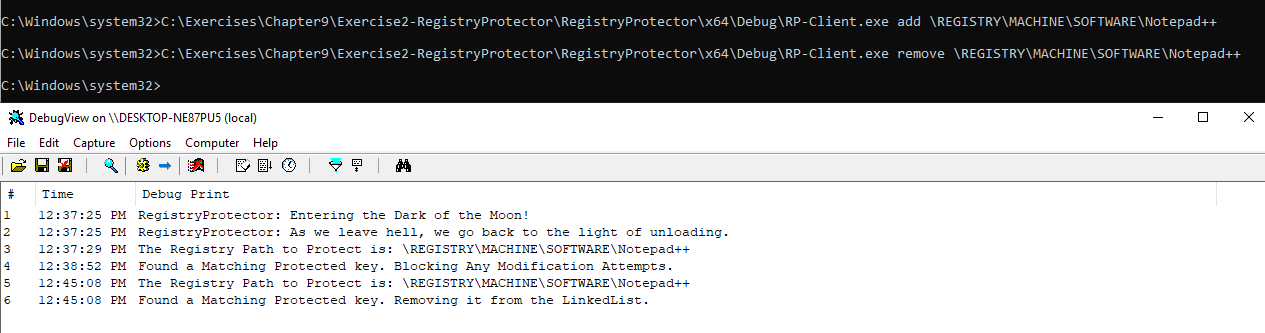 C:\Windows\system32>C:\Exercises\Chapter9\Exercise2-RegistryProtector\RegistryProtector\x64\Debug\RP-Client.exe add \REGISTRY\MACHINE\SOFTWARE\Notepad++
C:\Windows\system32>C:\Exercises\Chapter9\Exercise2-RegistryProtector\RegistryProtector\x64\Debug\RP-Client.exe remove \REGISTRY\MACHINE\SOFTWARE\Notepad++
C:\Windows\system32>
DebugView on \\DESKTOP-NE87PU5 (local)
File Edit Capture Options Computer Help
# Time Debug Print
1 12:37:25 PM RegistryProtector: Entering the Dark of the Moon!
2 12:37:25 PM RegistryProtector: As we leave hell, we go back to the light of unloading.
3 12:37:29 PM The Registry Path to Protect is: \REGISTRY\MACHINE\SOFTWARE\Notepad++
4 12:38:52 PM Found a Matching Protected key. Blocking Any Modification Attempts.
5 12:45:08 PM The Registry Path to Protect is: \REGISTRY\MACHINE\SOFTWARE\Notepad++
6 12:45:08 PM Found a Matching Protected key. Removing it from the LinkedList.